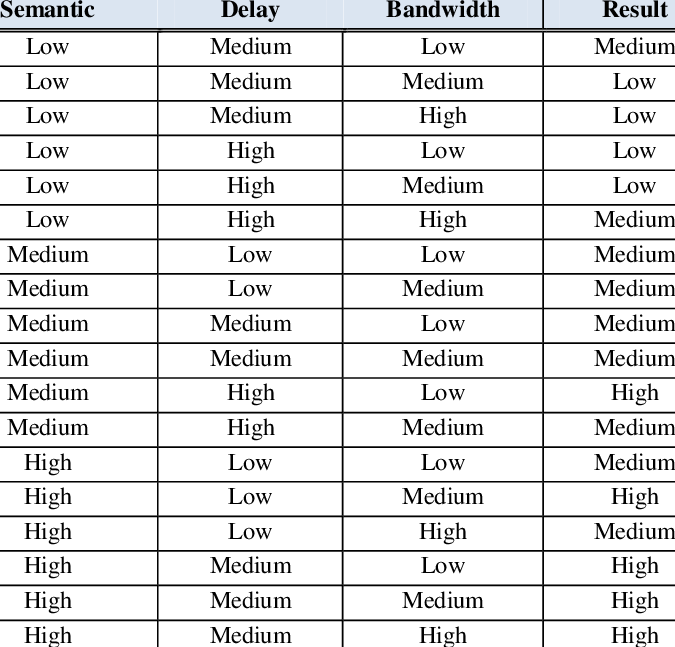 Semantic Delay Bandwidth Result
Low Medium Low Medium
Low Medium Medium Low
Low Medium High Low
Low High Low Low
Low High Medium Low
Low High High Medium
Medium Low Low Medium
Medium Low Medium Medium
Medium Medium Low Medium
Medium Medium Medium Medium
Medium High Low High
Medium High Medium Medium
High Low Low Medium
High Low Medium High
High Low High Medium
High Medium Low High
High Medium Medium High
High Medium High High